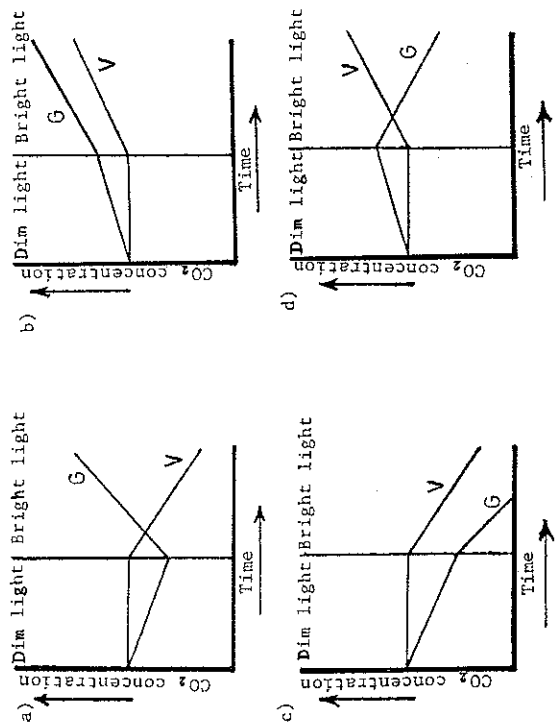 a)
Dim light
Bright light
CO₂ concentration
G
V
Time
b)
Dim light
Bright light
CO₂ concentration
G
V
Time
c)
Dim light
Bright light
CO₂ concentration
V
G
Time
d)
Dim light
Bright light
CO₂ concentration
V
G
Time